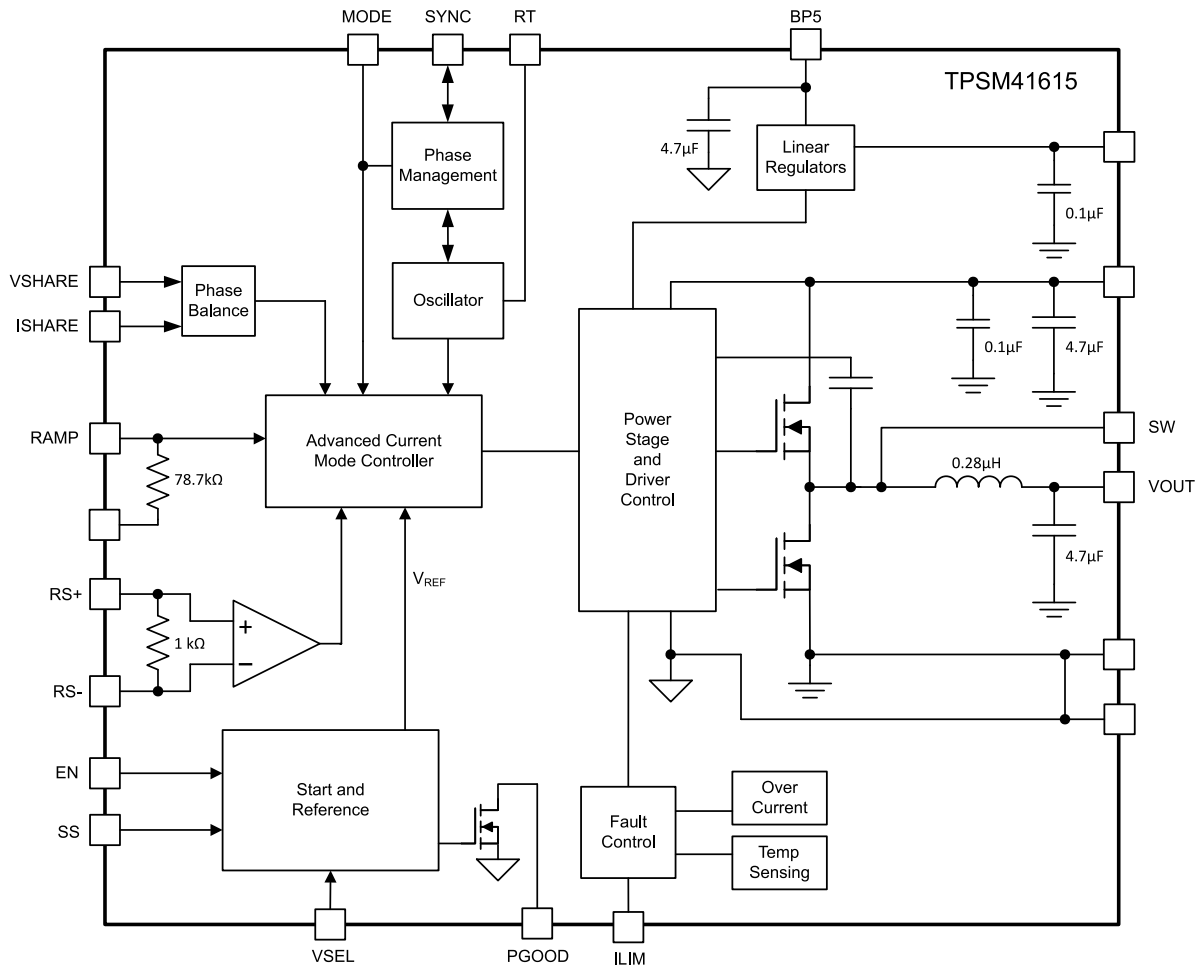 MODE
SYNC
RT
BP5
TPSM41615
4.7µF
Linear
Regulators
Phase
Management
0.1µF
VSHARE
ISHARE
Phase
Balance
Oscillator
0.1µF
4.7µF
RAMP
78.7kΩ
Advanced Current
Mode Controller
Power
Stage
and
Driver
Control
SW
0.28µH
VOUT
4.7µF
VREF
RS+
1 kΩ
+
−
RS-
EN
SS
Start and
Reference
Fault
Control
Over
Current
Temp
Sensing
VSEL
PGOOD
ILIM